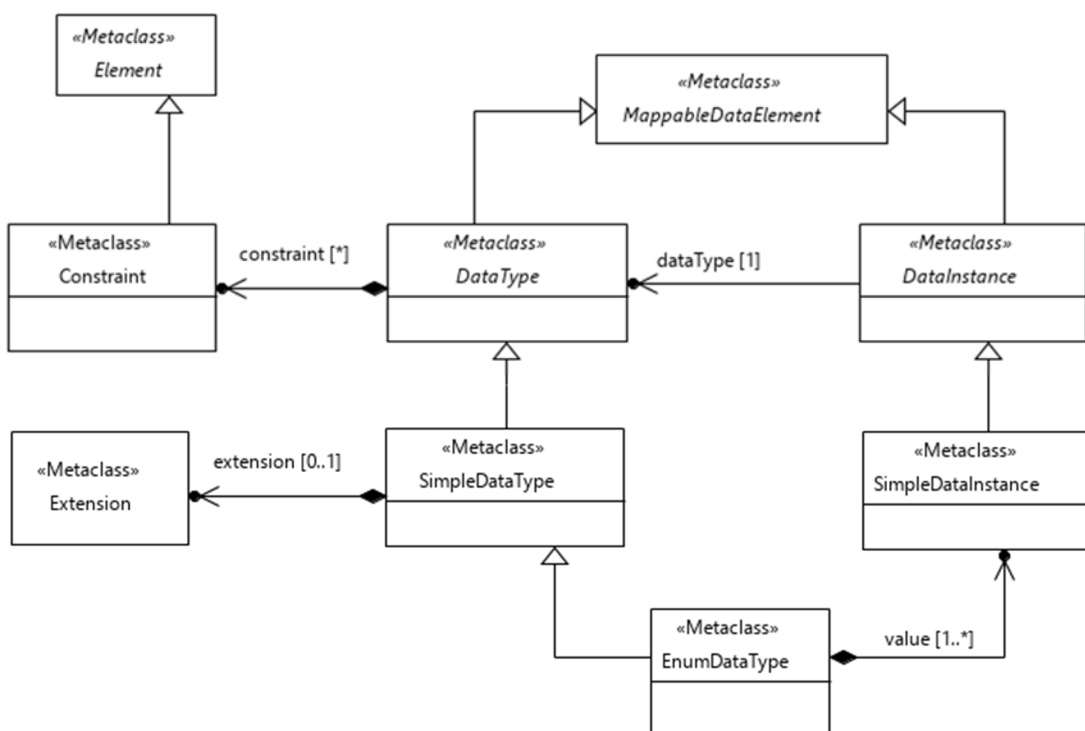 «Metaclass»
Element
«Metaclass»
MappableDataElement
«Metaclass»
Constraint
constraint [*]
«Metaclass»
DataType
dataType [1]
«Metaclass»
DataInstance
«Metaclass»
Extension
extension [0..1]
«Metaclass»
SimpleDataType
«Metaclass»
SimpleDataInstance
«Metaclass»
EnumDataType
value [1..*]